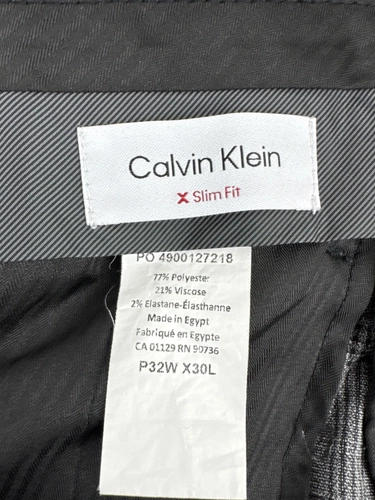 Calvin Klein
X Slim Fit
PO 4900127218
77% Polyester
21% Viscose
2% Elastane-Élasthanne
Made in Egypt
Fabriqué en Egypte
CA 01129 RN 90736
P32W X30L